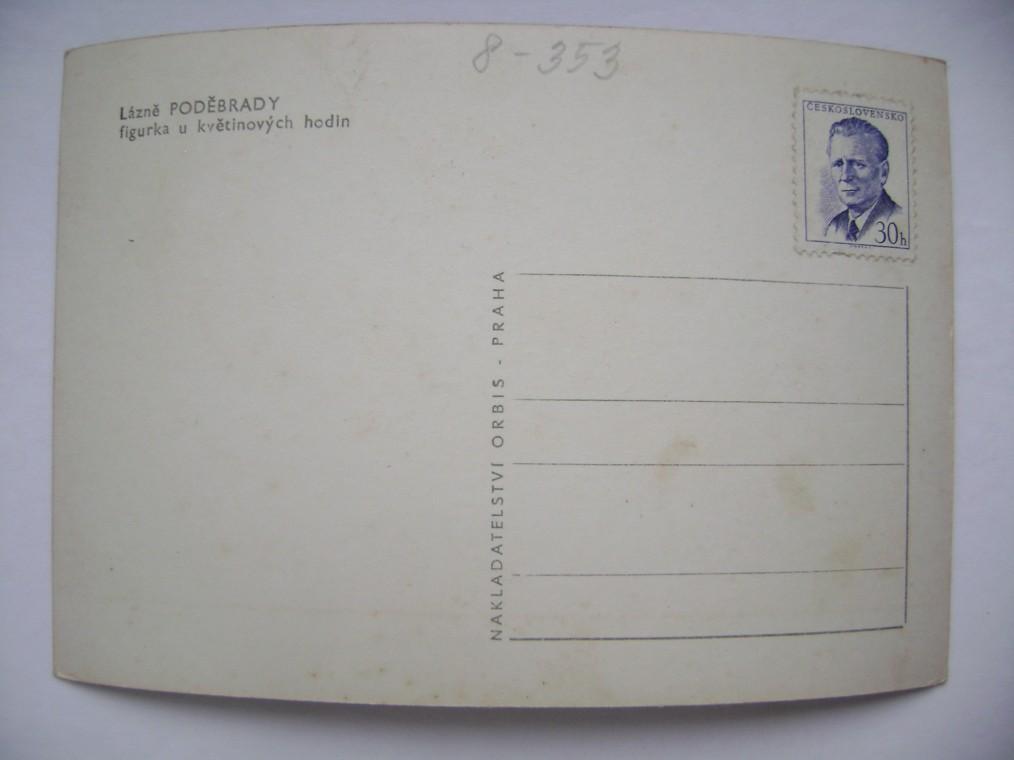 8-353
Lázně PODĚBRADY
figurka u květinových hodin
ČESKOSLOVENSKO
30h
NAKLADATELSTVÍ ORBIS - PRAHA